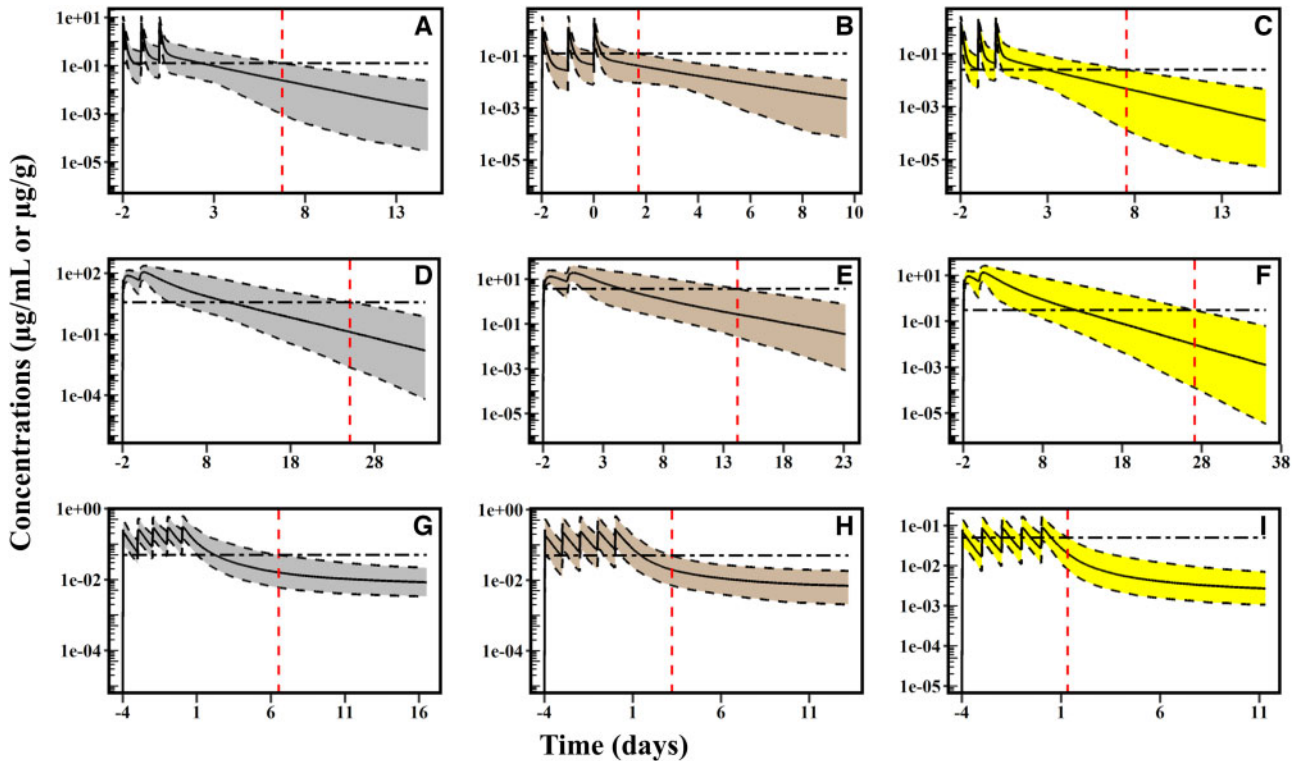 Concentrations (µg/mL or µg/g)
A
1e+01
1e-01
1e-03
1e-05
-2 3 8 13
B
1e-01
1e-03
1e-05
-2 0 2 4 6 8 10
C
1e+01
1e-01
1e-03
1e-05
-2 3 8 13
D
1e+02
1e-01
1e-04
-2 8 18 28
E
1e+01
1e-01
1e-03
1e-05
-2 3 8 13 18 23
F
1e+01
1e-01
1e-03
1e-05
-2 8 18 28 38
G
1e+00
1e-02
1e-04
-4 1 6 11 16
H
1e+00
1e-02
1e-04
-4 1 6 11
I
1e-01
1e-03
1e-05
-4 1 6 11
Time (days)